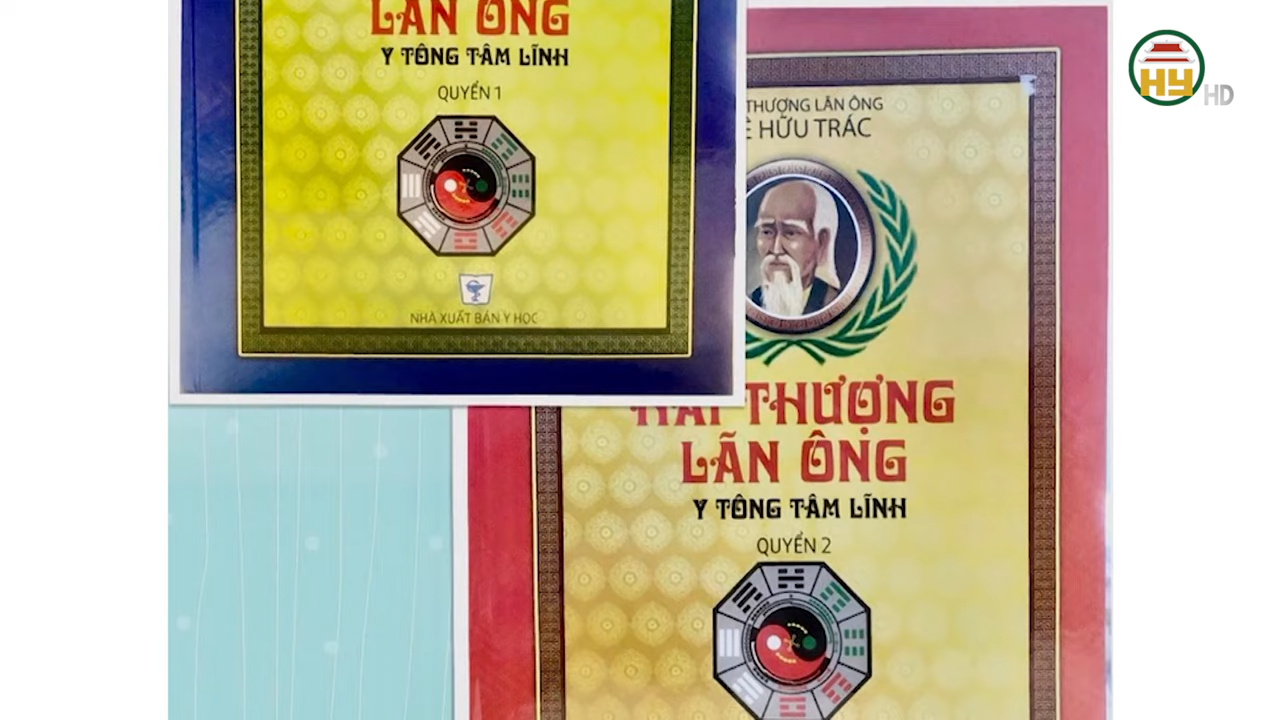 LÃN ÔNG
Y TÔNG TÂM LĨNH
QUYỂN 1
NHÀ XUẤT BẢN Y HỌC
THƯỢNG LÃN ÔNG
HỮU TRÁC
HẢI THƯỢNG
LÃN ÔNG
Y TÔNG TÂM LĨNH
QUYỂN 2
HY HD